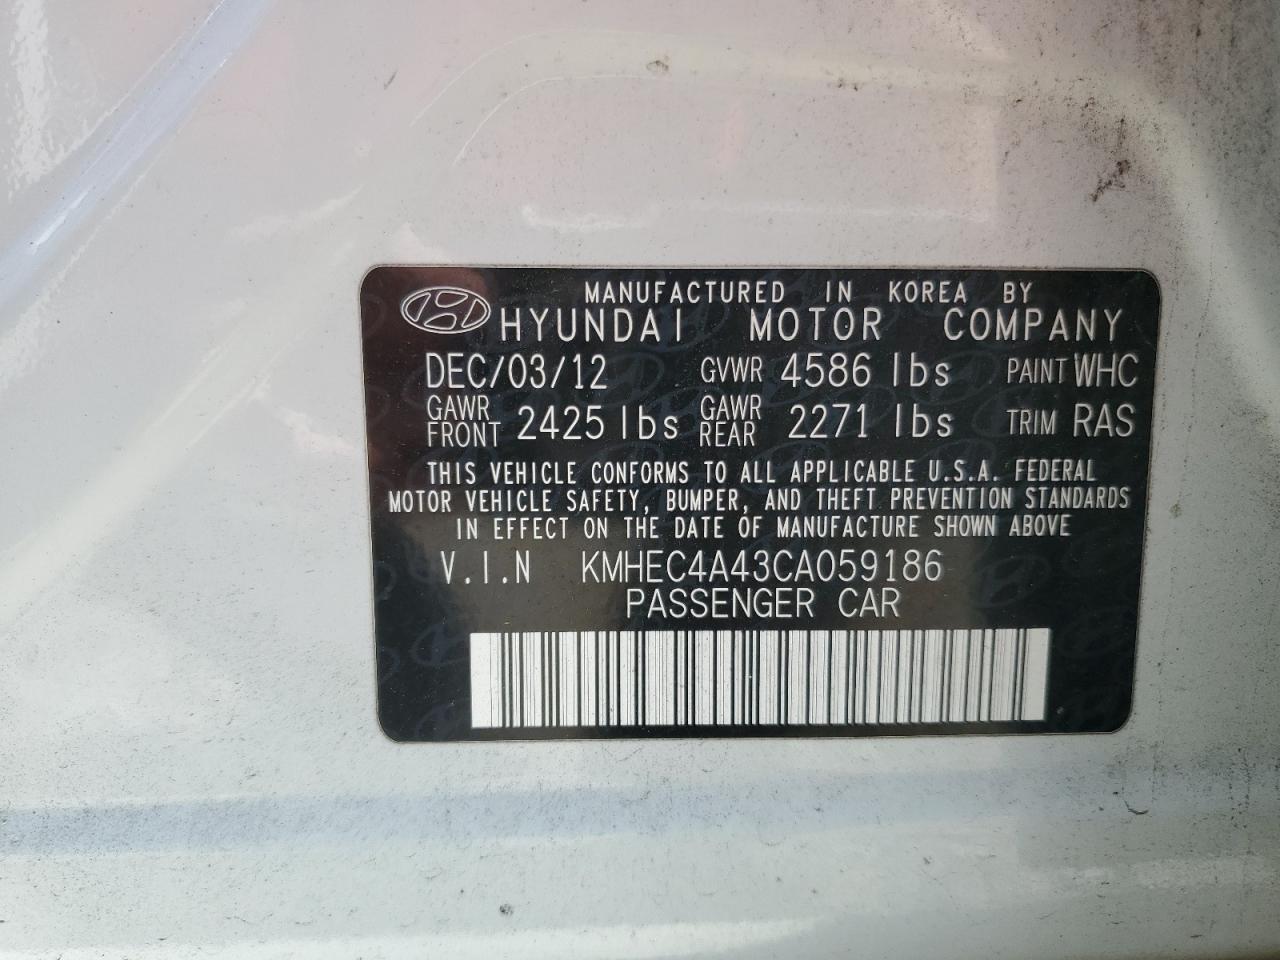 MANUFACTURED IN KOREA BY
HYUNDAI MOTOR COMPANY
DEC/03/12 GVWR 4586 lbs PAINT WHC
GAWR FRONT 2425 lbs GAWR REAR 2271 lbs TRIM RAS
THIS VEHICLE CONFORMS TO ALL APPLICABLE U.S.A. FEDERAL
MOTOR VEHICLE SAFETY, BUMPER, AND THEFT PREVENTION STANDARDS
IN EFFECT ON THE DATE OF MANUFACTURE SHOWN ABOVE
V.I.N KMHEC4A43CA059186
PASSENGER CAR